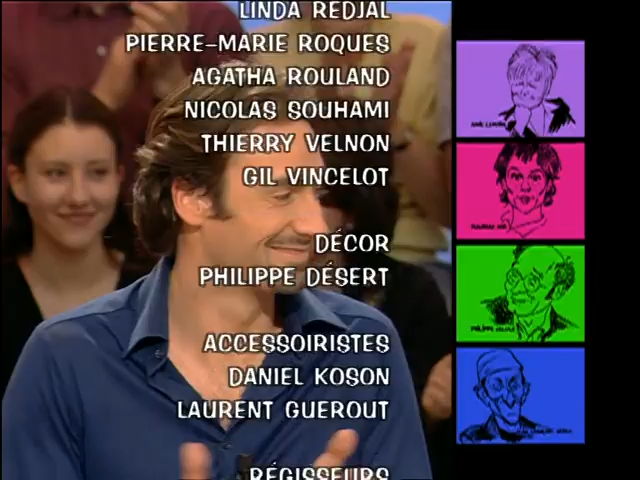 LINDA REDJAL
PIERRE-MARIE ROQUES
AGATHA ROULAND
NICOLAS SOUHAMI
THIERRY VELNON
GIL VINCELOT
DÉCOR
PHILIPPE DÉSERT
ACCESSOIRISTES
DANIEL KOSON
LAURENT GUEROUT
RÉGISSEURS